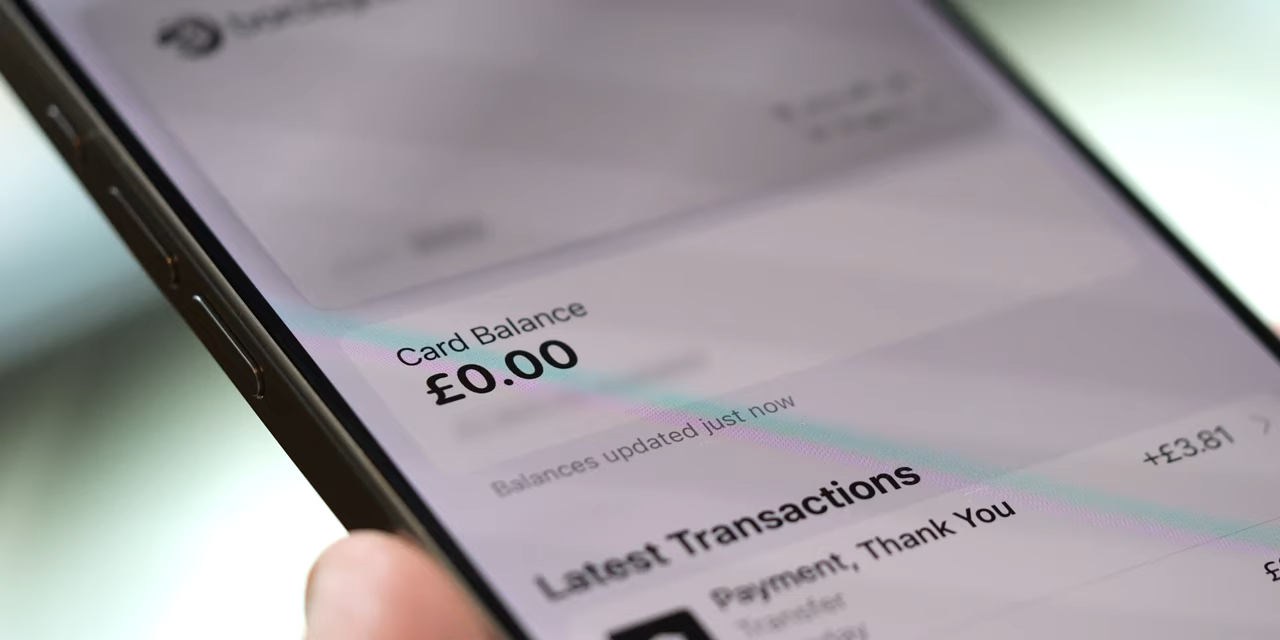 Card Balance
£0.00
Balances updated just now
Latest Transactions
+£3.81
Payment, Thank You
Transfer